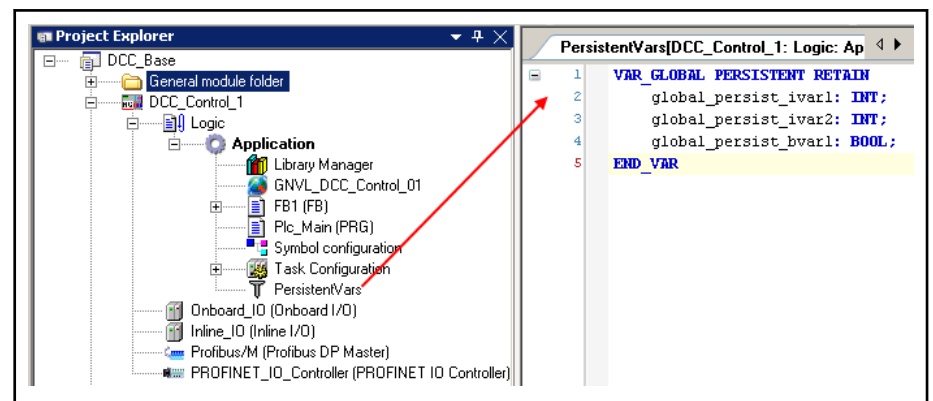 Project Explorer
DCC_Base
General module folder
DCC_Control_1
Logic
Application
Library Manager
GNVL_DCC_Control_01
FB1 (FB)
Plc_Main (PRG)
Symbol configuration
Task Configuration
PersistentVars
Onboard_IO (Onboard I/O)
Inline_IO (Inline I/O)
Profibus/M (Profibus DP Master)
PROFINET_IO_Controller (PROFINET IO Controller)
PersistentVars[DCC_Control_1: Logic: Ap
1 VAR_GLOBAL PERSISTENT RETAIN
2 global_persist_ivar1: INT;
3 global_persist_ivar2: INT;
4 global_persist_bvar1: BOOL;
5 END_VAR